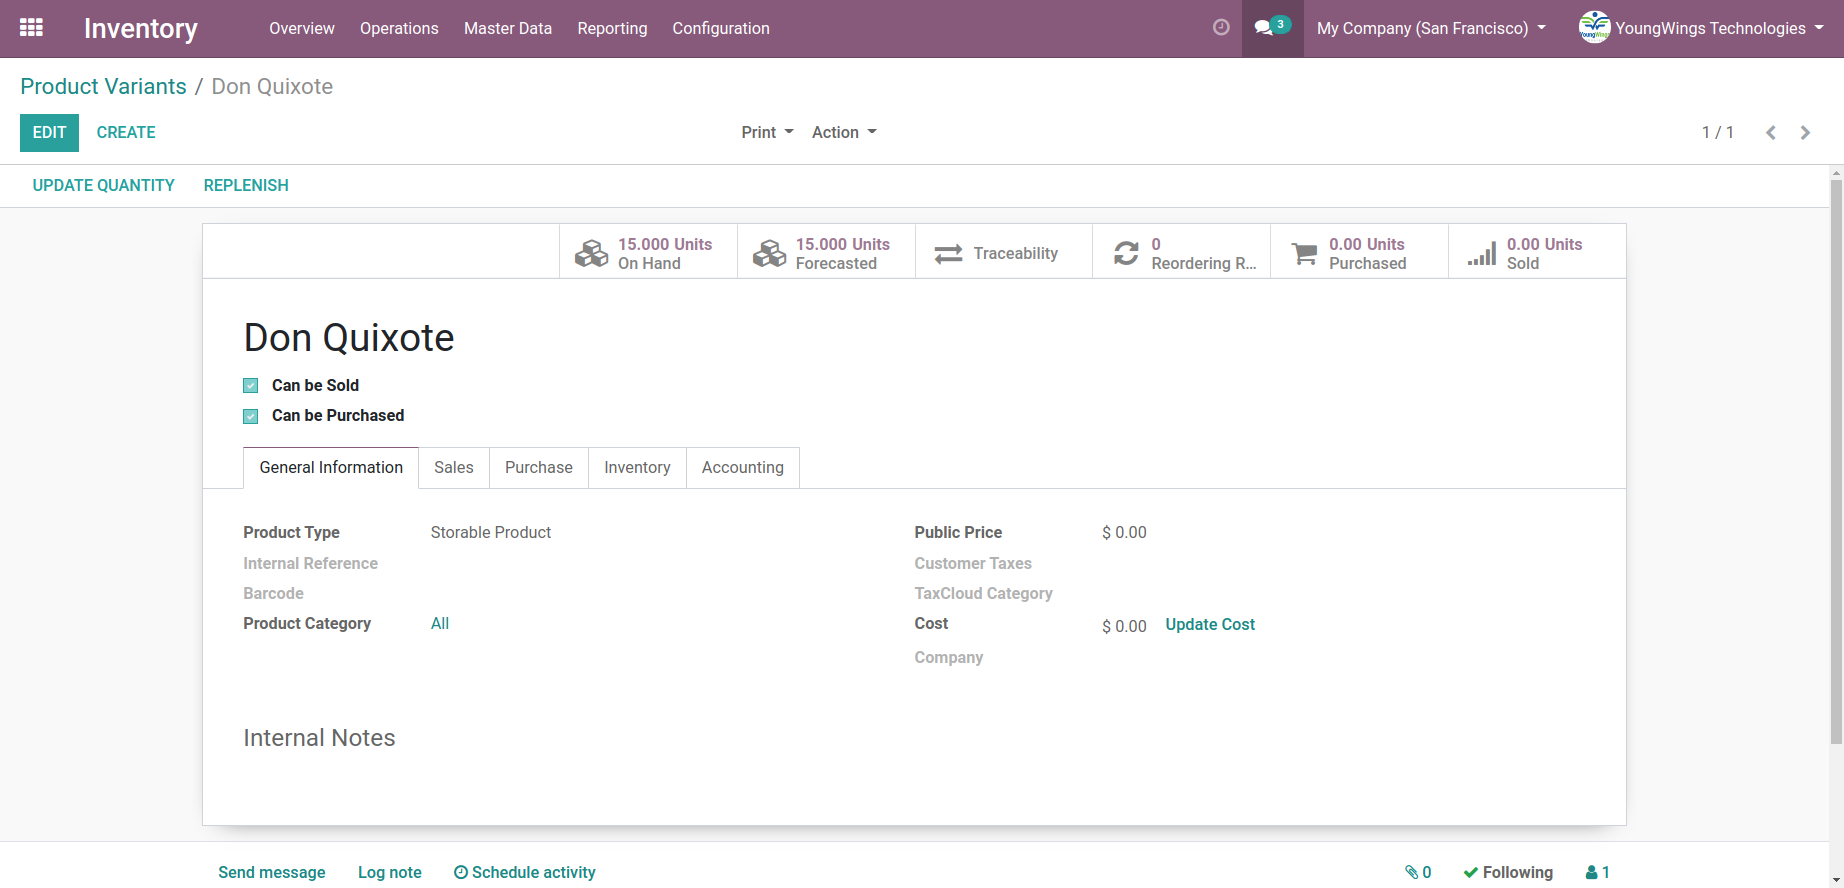 Inventory Overview Operations Master Data Reporting Configuration 3 My Company (San Francisco) YoungWings Technologies
Product Variants / Don Quixote
EDIT CREATE Print Action 1 / 1
UPDATE QUANTITY REPLENISH
15.000 Units On Hand
15.000 Units Forecasted
Traceability
0 Reordering R...
0.00 Units Purchased
0.00 Units Sold
Don Quixote
Can be Sold
Can be Purchased
General Information Sales Purchase Inventory Accounting
Product Type Storable Product
Internal Reference
Barcode
Product Category All
Public Price $ 0.00
Customer Taxes
TaxCloud Category
Cost $ 0.00 Update Cost
Company
Internal Notes
Send message Log note Schedule activity 0 Following 1